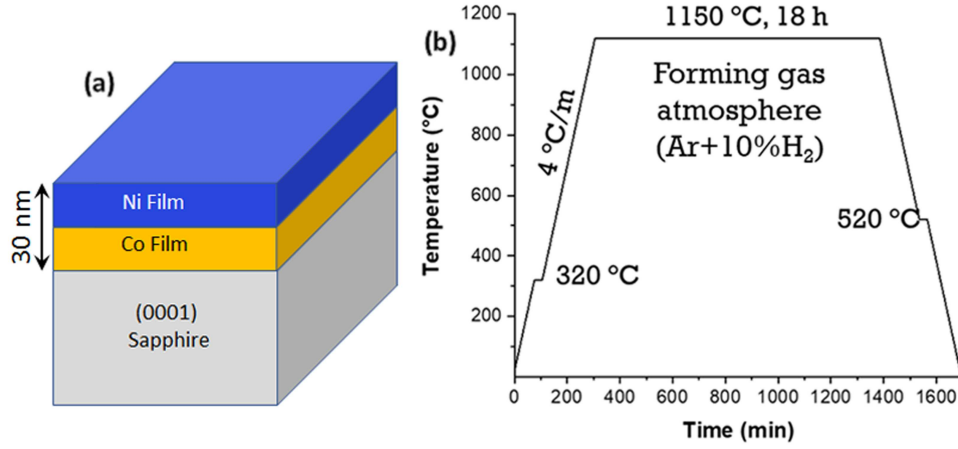 (a)
30 nm
Ni Film
Co Film
(0001)
Sapphire
(b)
1150 °C, 18 h
Forming gas
atmosphere
(Ar+10%H₂)
4 °C/m
320 °C
520 °C
Temperature (°C)
1200
1000
800
600
400
200
0
200
400
600
800
1000
1200
1400
1600
Time (min)